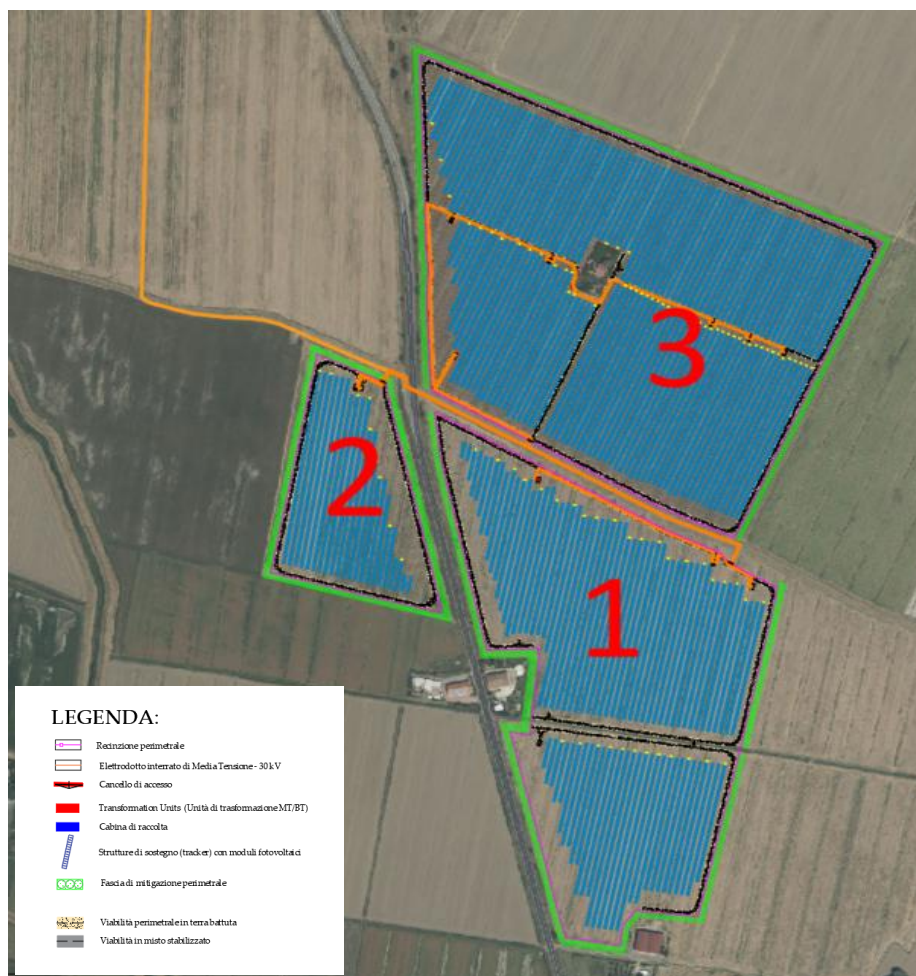 3
2
1
LEGENDA:
Recinzione perimetrale
Elettrodotto interrato di Media Tensione - 30 kV
Cancello di accesso
Transformation Units (Unità di trasformazione MT/BT)
Cabina di raccolta
Strutture di sostegno (tracker) con moduli fotovoltaici
Fascia di mitigazione perimetrale
Viabilità perimetrale in terra battuta
Viabilità in misto stabilizzato